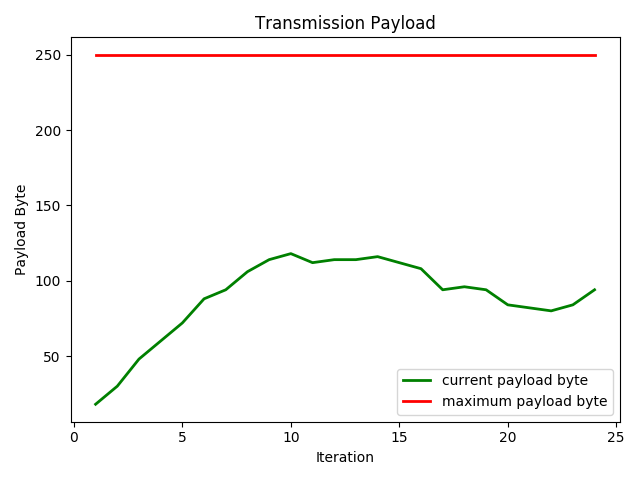 Transmission Payload
Payload Byte
250
200
150
100
50
0
5
10
15
20
25
Iteration
current payload byte
maximum payload byte